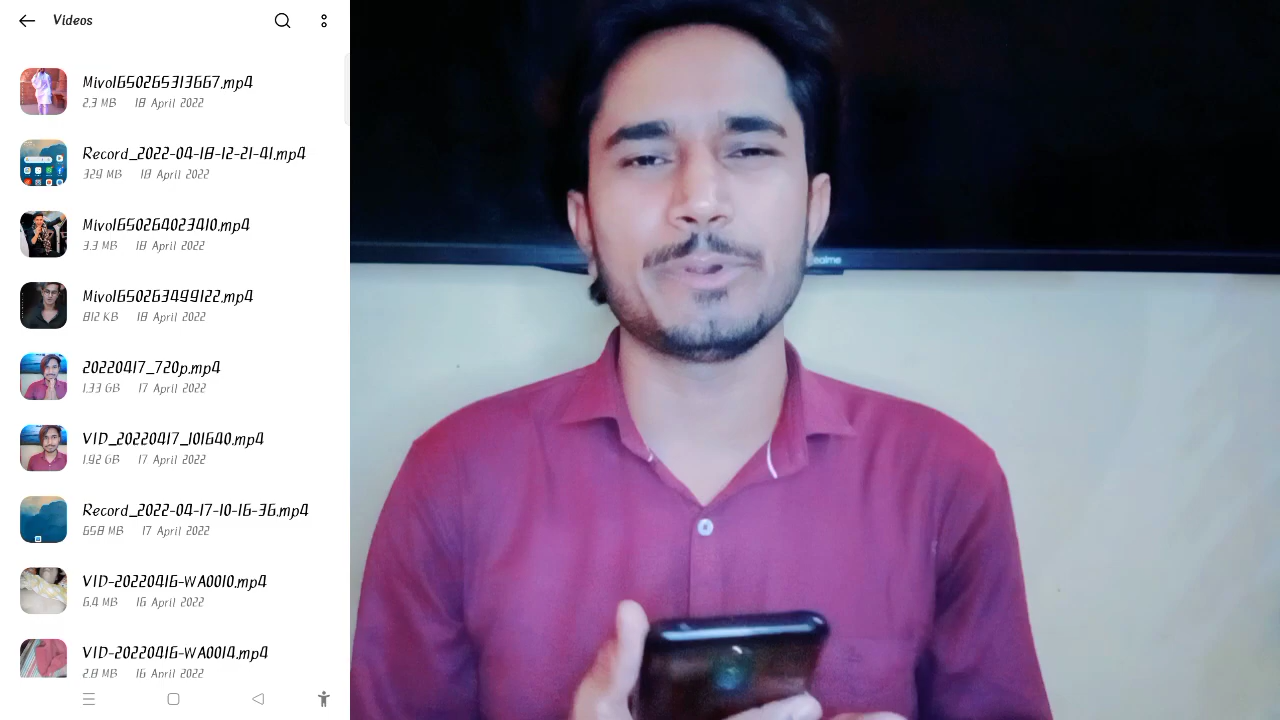 Videos
Mivo1650265313667.mp4
2.3 MB 18 April 2022
Record_2022-04-18-12-21-41.mp4
329 MB 18 April 2022
Mivo1650264023410.mp4
3.3 MB 18 April 2022
Mivo1650263499122.mp4
812 KB 18 April 2022
20220417_720p.mp4
1.33 GB 17 April 2022
VID_20220417_101640.mp4
1.92 GB 17 April 2022
Record_2022-04-17-10-16-36.mp4
658 MB 17 April 2022
VID-20220416-WA0010.mp4
6.4 MB 16 April 2022
VID-20220416-WA0014.mp4
2.8 MB 16 April 2022
realme